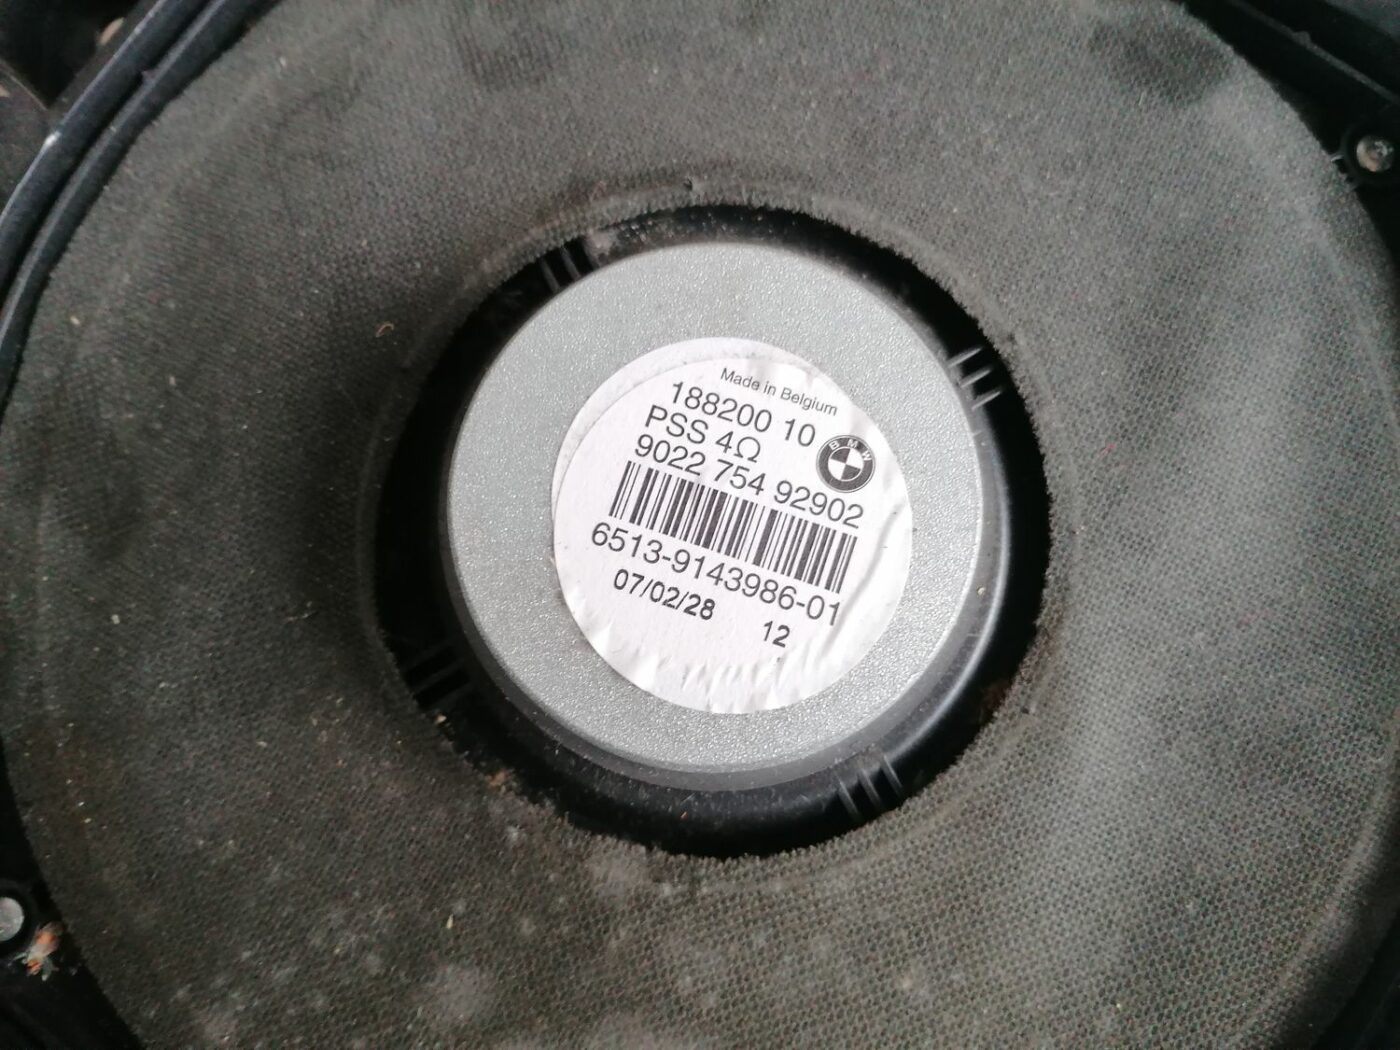 Made in Belgium
188200 10
BMW
PSS 4Ω
9022 754 92902
6513-9143986-01
07/02/28
12